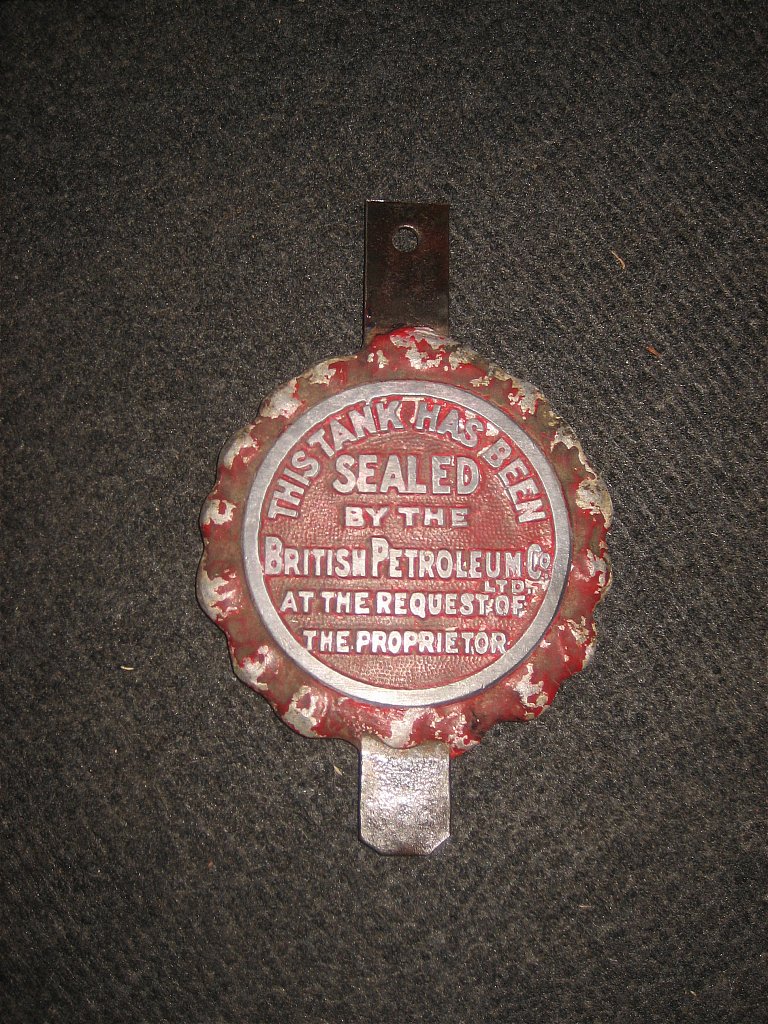 THIS TANK HAS BEEN
SEALED
BY THE
BRITISH PETROLEUM Co
LTD.
AT THE REQUEST OF
THE PROPRIETOR